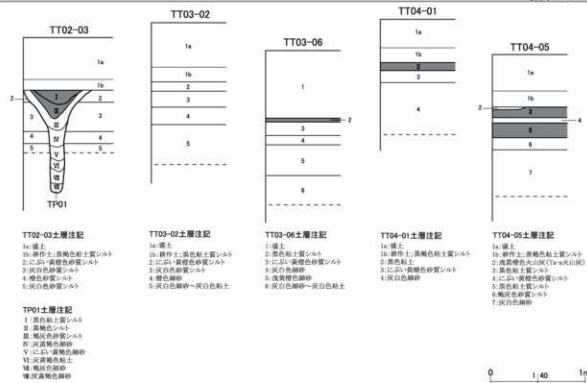 TT02-03
TT03-02
TT03-06
TT04-01
TT04-05
1a
1b
2
2
3
3
4
4
5
5
I
II
III
IV
V
VI
VII
VIII
TP01
1a
1b
2
3
4
5
1
2
3
4
5
6
1a
1b
2
3
4
1a
1b
2
3
4
5
6
7
TT02-03土層注記
1a:盛土
1b:耕作土;黒褐色粘土質シルト
2:にぶい黄橙色砂質シルト
3:灰白色砂質シルト
4:橙色砂質シルト
5:灰白色砂質シルト
TP01土層注記
I:黒色粘土質シルト
II:黒褐色シルト
III:褐灰色砂質シルト
IV:灰黄褐色細砂
V:にぶい黄褐色細砂
VI:灰黄褐色粘土
VII:褐灰色細砂
VIII:灰黄褐色細砂
TT03-02土層注記
1a:盛土
1b:耕作土;黒色粘土質シルト
2:にぶい黄橙色砂質シルト
3:灰白色砂質シルト
4:橙色細砂
5:灰白色細砂~灰白色粘土
TT03-06土層注記
1:盛土
2:黒色粘土質シルト
3:にぶい黄橙色砂質シルト
4:灰白色細砂
5:浅黄橙色細砂
6:灰白色細砂~灰白色粘土
TT04-01土層注記
1a:盛土
1b:耕作土;黒褐色粘土質シルト
2:黒色粘土
3:にぶい黄橙色砂質シルト
4:灰白色細砂
TT04-05土層注記
1a:盛土
1b:耕作土;黒褐色粘土質シルト
2:浅黄橙色火山灰(To-a火山灰)
3:黒色粘土質シルト
4:にぶい黄橙色細砂
5:黒色粘土質シルト
6:褐灰色砂質シルト
7:灰白色細砂
0
1:40